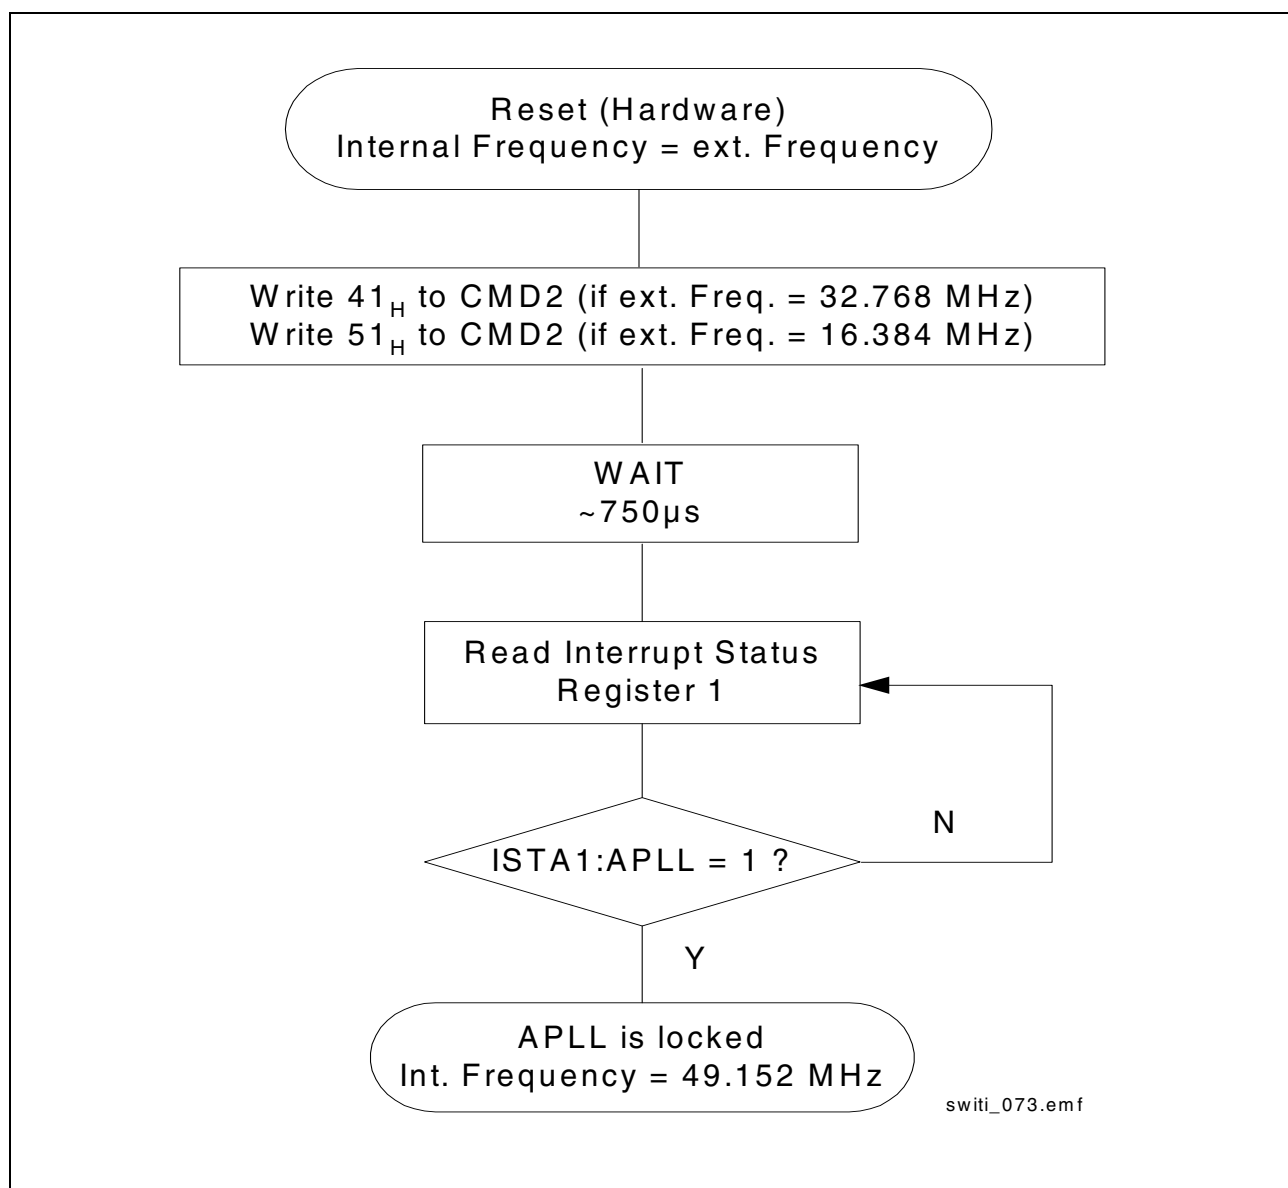 Reset (Hardware)
Internal Frequency = ext. Frequency
Write 41H to CMD2 (if ext. Freq. = 32.768 MHz)
Write 51H to CMD2 (if ext. Freq. = 16.384 MHz)
WAIT
~750µs
Read Interrupt Status
Register 1
N
ISTA1:APLL = 1 ?
Y
APLL is locked
Int. Frequency = 49.152 MHz
switi_073.emf